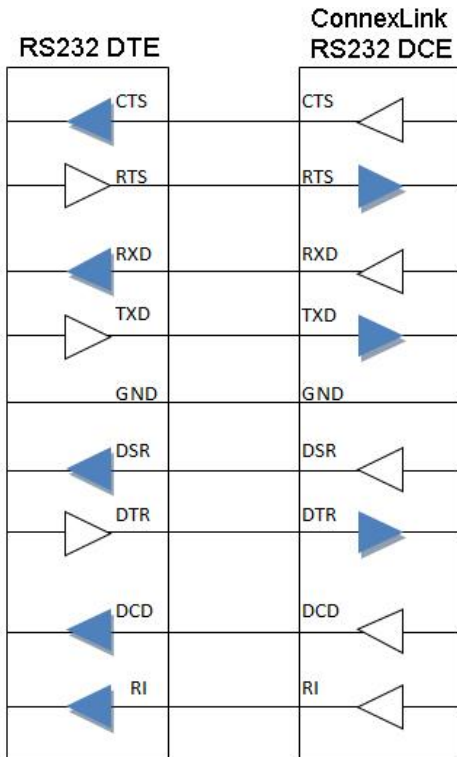 RS232 DTE
ConnexLink
RS232 DCE
CTS CTS
RTS RTS
RXD RXD
TXD TXD
GND GND
DSR DSR
DTR DTR
DCD DCD
RI RI